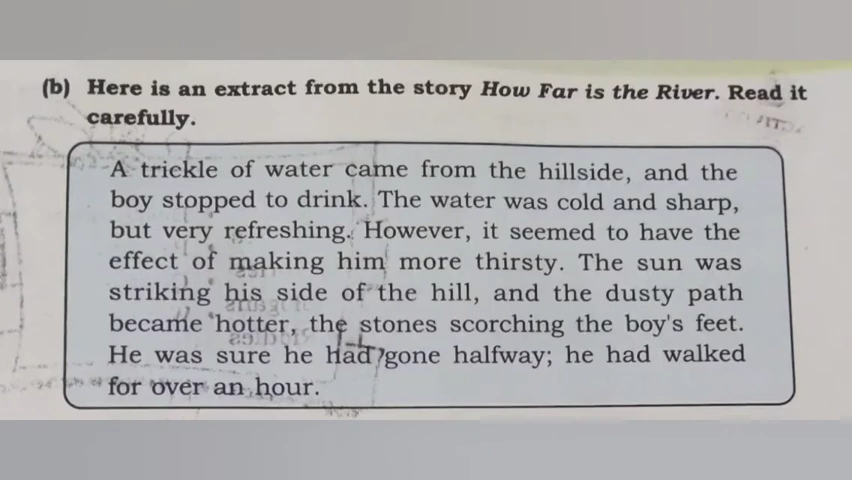 (b) Here is an extract from the story How Far is the River. Read it
carefully.
A trickle of water came from the hillside, and the
boy stopped to drink. The water was cold and sharp,
but very refreshing. However, it seemed to have the
effect of making him more thirsty. The sun was
striking his side of the hill, and the dusty path
became hotter, the stones scorching the boy's feet.
He was sure he had gone halfway; he had walked
for over an hour.